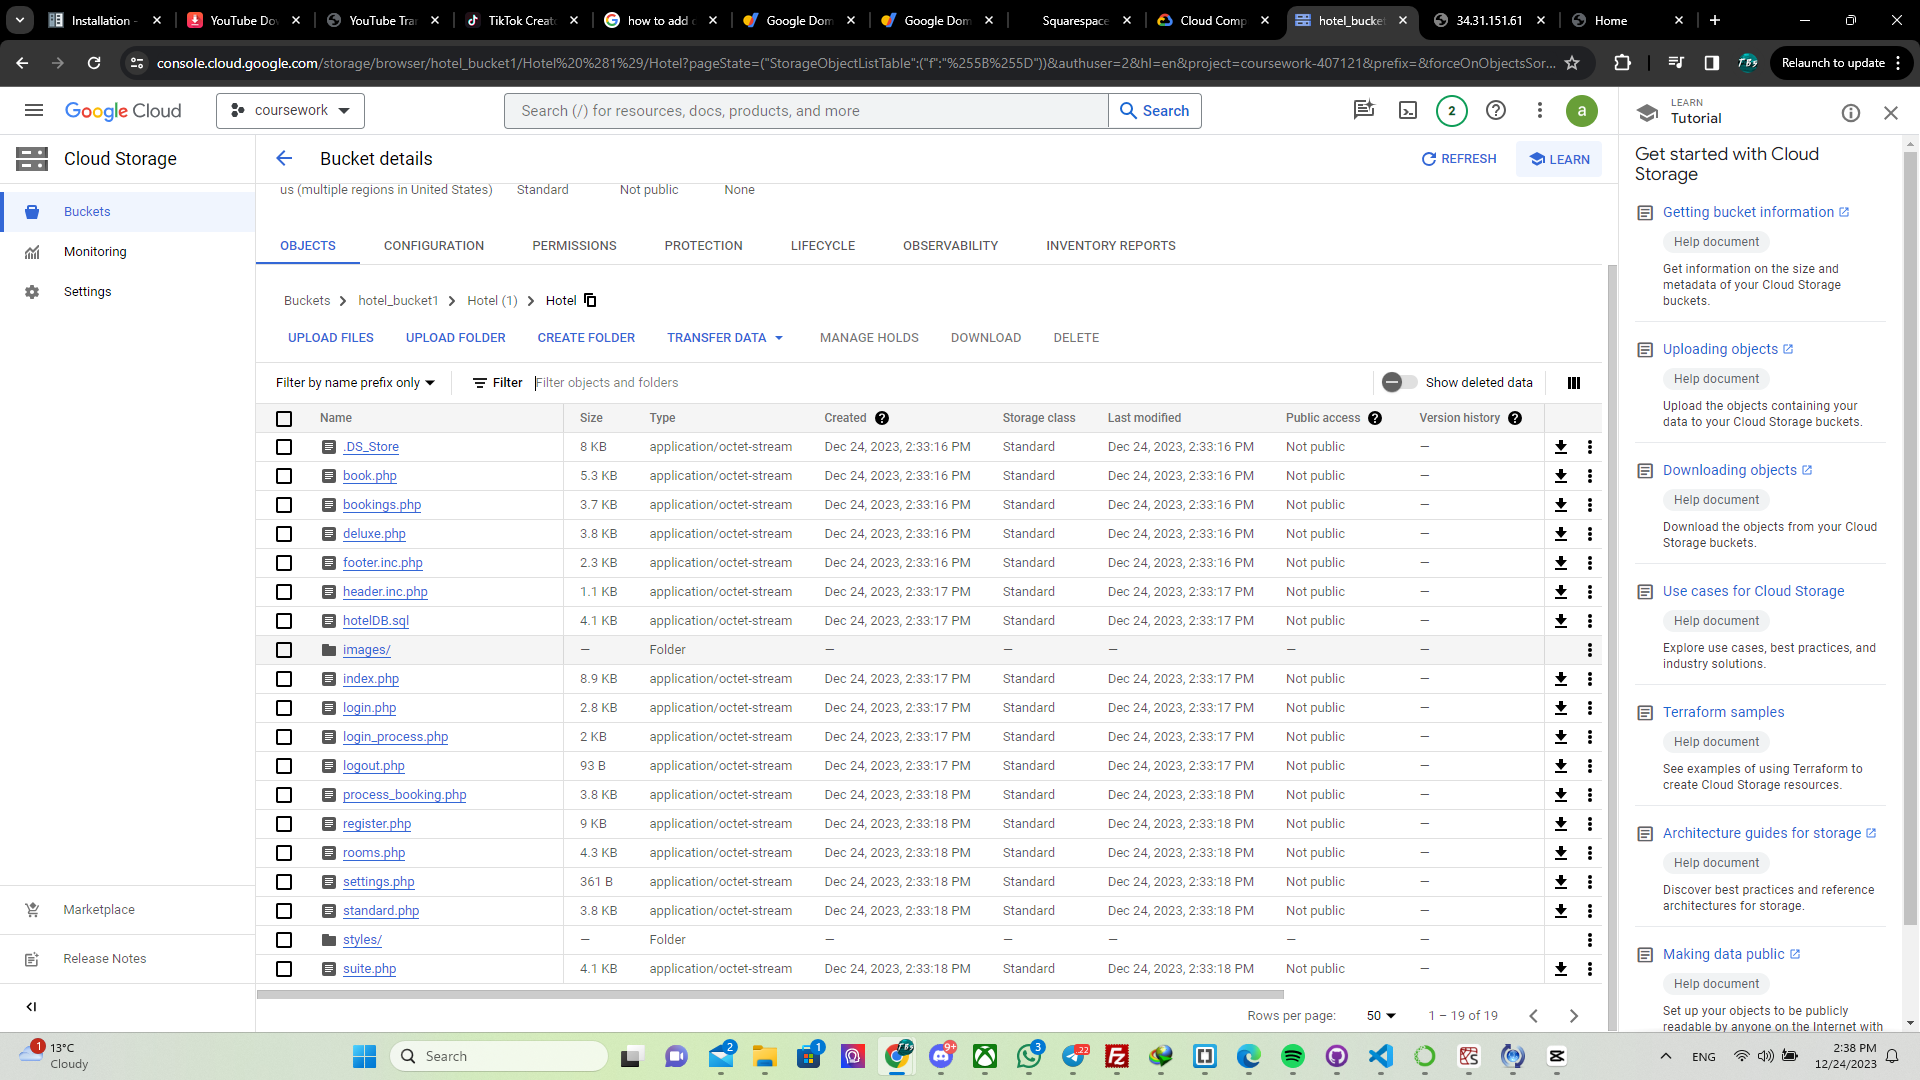 Installation -
YouTube Dov
YouTube Tra
TikTok Creato
how to add c
Google Dom
Google Dom
Squarespace
Cloud Comp
hotel_bucket
34.31.151.61
Home
console.cloud.google.com/storage/browser/hotel_bucket1/Hotel%20%281%29/Hotel?pageState=("StorageObjectListTable":("f":"%255B%255D"))&authuser=2&hl=en&project=coursework-407121&prefix=&forceOnObjectsSor...
Relaunch to update
Google Cloud
coursework
Search (/) for resources, docs, products, and more
Search
2
a
LEARN
Tutorial
Cloud Storage
Bucket details
REFRESH
LEARN
us (multiple regions in United States) Standard Not public None
Buckets
Monitoring
Settings
OBJECTS CONFIGURATION PERMISSIONS PROTECTION LIFECYCLE OBSERVABILITY INVENTORY REPORTS
Buckets > hotel_bucket1 > Hotel (1) > Hotel
UPLOAD FILES UPLOAD FOLDER CREATE FOLDER TRANSFER DATA MANAGE HOLDS DOWNLOAD DELETE
Filter by name prefix only Filter Filter objects and folders Show deleted data
Name Size Type Created Storage class Last modified Public access Version history
.DS_Store 8 KB application/octet-stream Dec 24, 2023, 2:33:16 PM Standard Dec 24, 2023, 2:33:16 PM Not public —
book.php 5.3 KB application/octet-stream Dec 24, 2023, 2:33:16 PM Standard Dec 24, 2023, 2:33:16 PM Not public —
bookings.php 3.7 KB application/octet-stream Dec 24, 2023, 2:33:16 PM Standard Dec 24, 2023, 2:33:16 PM Not public —
deluxe.php 3.8 KB application/octet-stream Dec 24, 2023, 2:33:16 PM Standard Dec 24, 2023, 2:33:16 PM Not public —
footer.inc.php 2.3 KB application/octet-stream Dec 24, 2023, 2:33:16 PM Standard Dec 24, 2023, 2:33:16 PM Not public —
header.inc.php 1.1 KB application/octet-stream Dec 24, 2023, 2:33:17 PM Standard Dec 24, 2023, 2:33:17 PM Not public —
hotelDB.sql 4.1 KB application/octet-stream Dec 24, 2023, 2:33:17 PM Standard Dec 24, 2023, 2:33:17 PM Not public —
images/ — Folder — — — — —
index.php 8.9 KB application/octet-stream Dec 24, 2023, 2:33:17 PM Standard Dec 24, 2023, 2:33:17 PM Not public —
login.php 2.8 KB application/octet-stream Dec 24, 2023, 2:33:17 PM Standard Dec 24, 2023, 2:33:17 PM Not public —
login_process.php 2 KB application/octet-stream Dec 24, 2023, 2:33:17 PM Standard Dec 24, 2023, 2:33:17 PM Not public —
logout.php 93 B application/octet-stream Dec 24, 2023, 2:33:17 PM Standard Dec 24, 2023, 2:33:17 PM Not public —
process_booking.php 3.8 KB application/octet-stream Dec 24, 2023, 2:33:18 PM Standard Dec 24, 2023, 2:33:18 PM Not public —
register.php 9 KB application/octet-stream Dec 24, 2023, 2:33:18 PM Standard Dec 24, 2023, 2:33:18 PM Not public —
rooms.php 4.3 KB application/octet-stream Dec 24, 2023, 2:33:18 PM Standard Dec 24, 2023, 2:33:18 PM Not public —
settings.php 361 B application/octet-stream Dec 24, 2023, 2:33:18 PM Standard Dec 24, 2023, 2:33:18 PM Not public —
standard.php 3.8 KB application/octet-stream Dec 24, 2023, 2:33:18 PM Standard Dec 24, 2023, 2:33:18 PM Not public —
styles/ — Folder — — — — —
suite.php 4.1 KB application/octet-stream Dec 24, 2023, 2:33:18 PM Standard Dec 24, 2023, 2:33:18 PM Not public —
Rows per page: 50 1 – 19 of 19
Marketplace
Release Notes
Get started with Cloud
Storage
Getting bucket information
Help document
Get information on the size and
metadata of your Cloud Storage
buckets.
Uploading objects
Help document
Upload the objects containing your
data to your Cloud Storage buckets.
Downloading objects
Help document
Download the objects from your Cloud
Storage buckets.
Use cases for Cloud Storage
Help document
Explore use cases, best practices, and
industry solutions.
Terraform samples
Help document
See examples of using Terraform to
create Cloud Storage resources.
Architecture guides for storage
Help document
Discover best practices and reference
architectures for storage.
Making data public
Help document
Set up your objects to be publicly
readable by anyone on the Internet with
1
13°C
Cloudy
Search
2
1
TBs
9+
3
22
ENG
2:38 PM
12/24/2023